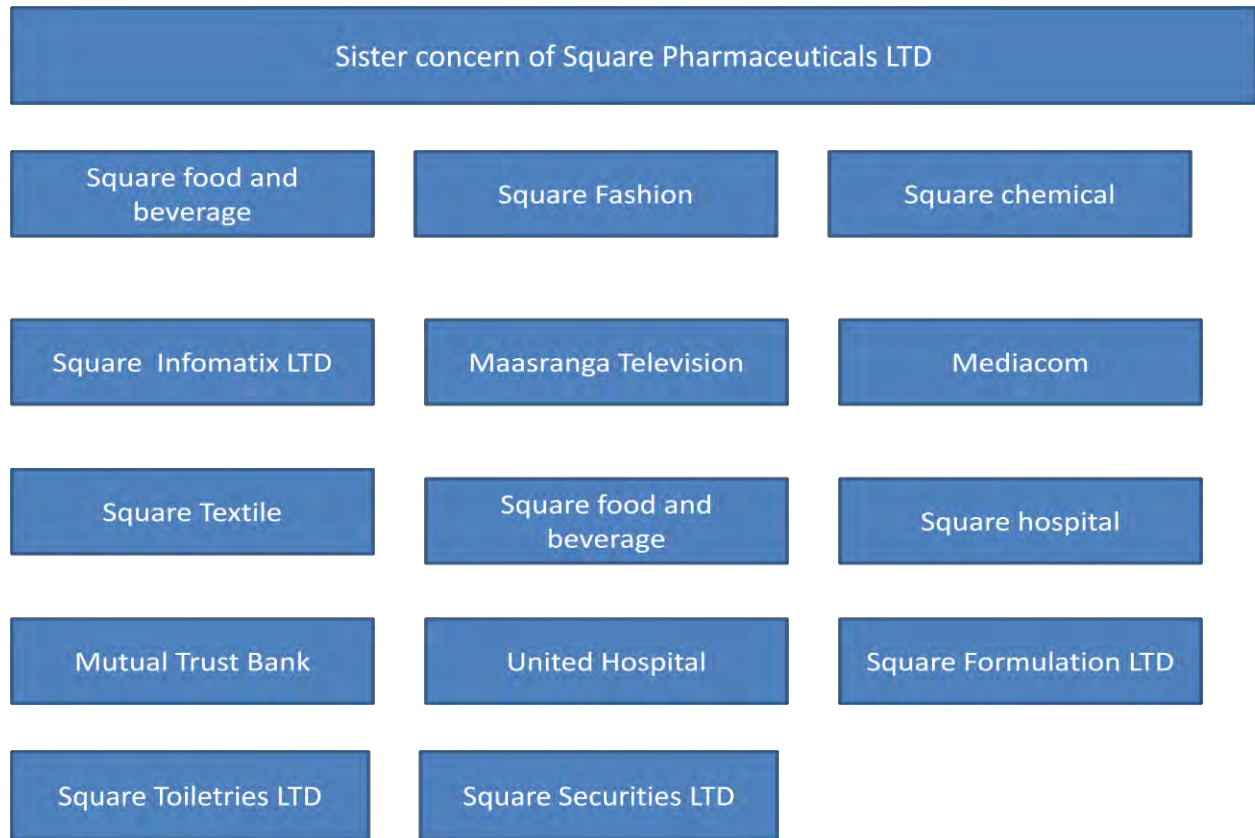 Sister concern of Square Pharmaceuticals LTD
Square food and
beverage
Square Fashion
Square chemical
Square Infomatix LTD
Maasranga Television
Mediacom
Square Textile
Square food and
beverage
Square hospital
Mutual Trust Bank
United Hospital
Square Formulation LTD
Square Toiletries LTD
Square Securities LTD